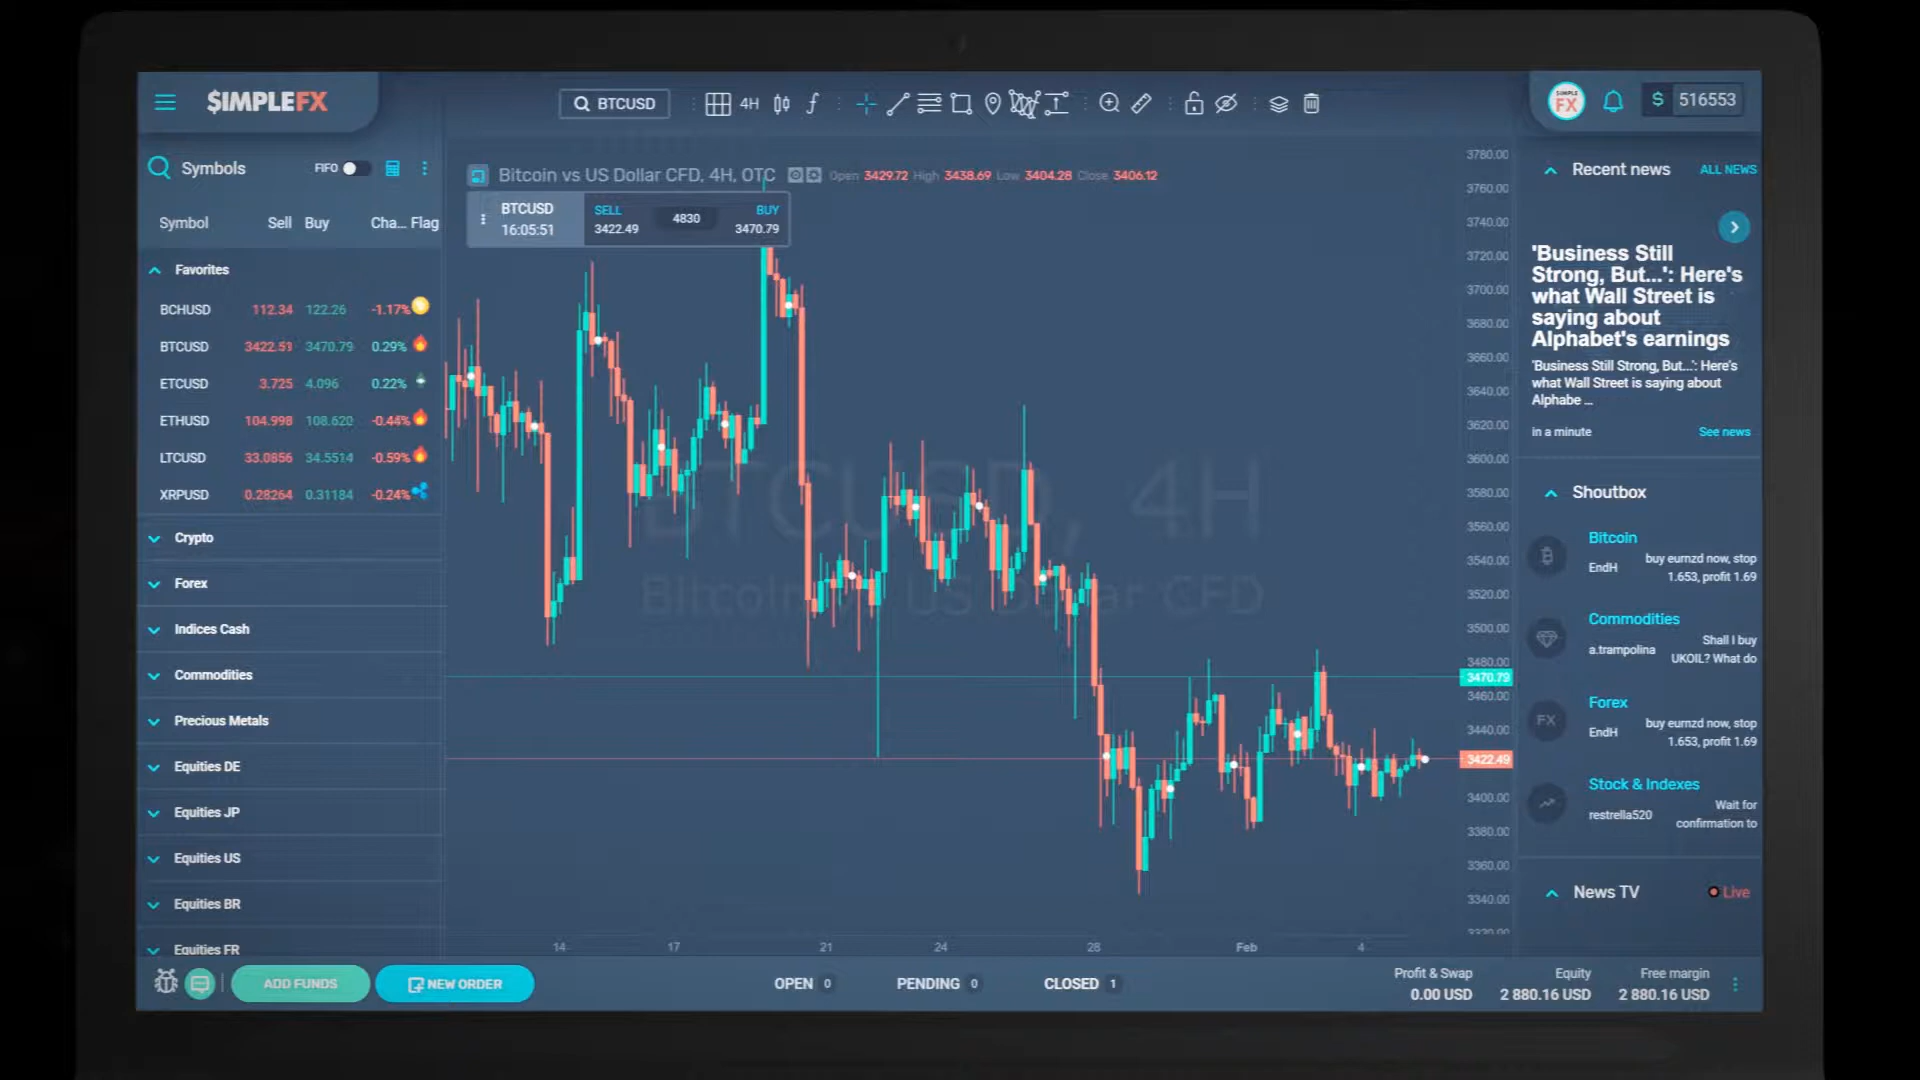 $IMPLEFX
BTCUSD
4H
SIMPLE FX
$ 516553
Symbols
FIFO
Symbol Sell Buy Cha... Flag
Favorites
BCHUSD 112.34 122.26 -1.17%
BTCUSD 3422.51 3470.79 0.29%
ETCUSD 3.725 4.096 0.22%
ETHUSD 104.998 108.620 -0.44%
LTCUSD 33.0856 34.5514 -0.59%
XRPUSD 0.28264 0.31184 -0.24%
Crypto
Forex
Indices Cash
Commodities
Precious Metals
Equities DE
Equities JP
Equities US
Equities BR
Equities FR
Bitcoin vs US Dollar CFD, 4H, OTC
Open 3429.72 High 3438.69 Low 3404.28 Close 3406.12
BTCUSD
16:05:51
SELL
3422.49
4830
BUY
3470.79
BTCUSD, 4H
Bitcoin vs US Dollar CFD
3780.00
3760.00
3740.00
3720.00
3700.00
3680.00
3660.00
3640.00
3620.00
3600.00
3580.00
3560.00
3540.00
3520.00
3500.00
3480.00
3470.79
3460.00
3440.00
3422.49
3400.00
3380.00
3360.00
3340.00
3320.00
14 17 21 24 28 Feb 4
Recent news
ALL NEWS
'Business Still
Strong, But...': Here's
what Wall Street is
saying about
Alphabet's earnings
'Business Still Strong, But...': Here's
what Wall Street is saying about
Alphabe ...
in a minute
See news
Shoutbox
Bitcoin
EndH
buy eurnzd now, stop
1.653, profit 1.69
Commodities
a.trampolina
Shall I buy
UKOIL? What do
Forex
FX
EndH
buy eurnzd now, stop
1.653, profit 1.69
Stock & Indexes
restrella520
Wait for
confirmation to
News TV
Live
ADD FUNDS
NEW ORDER
OPEN 0
PENDING 0
CLOSED 1
Profit & Swap
0.00 USD
Equity
2 880.16 USD
Free margin
2 880.16 USD